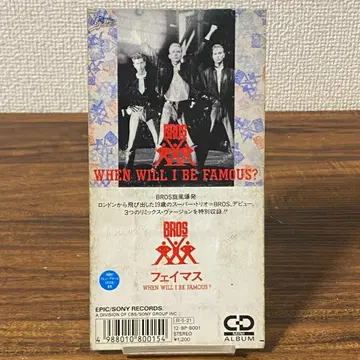 BROS
WHEN WILL I BE FAMOUS?
BROS旋風爆発
ロンドンから飛び出した19歳のスーパー・トリオ=BROS、デビュー。
3つのリミックス・ヴァージョンを特別収録!!
BROS
フェイマス
WHEN WILL I BE FAMOUS?
EPIC/SONY RECORDS
A DIVISION OF CBS/SONY GROUP INC.
12·8P-8001
STEREO
¥1,200
4 988010 800154
CD
ALBUM